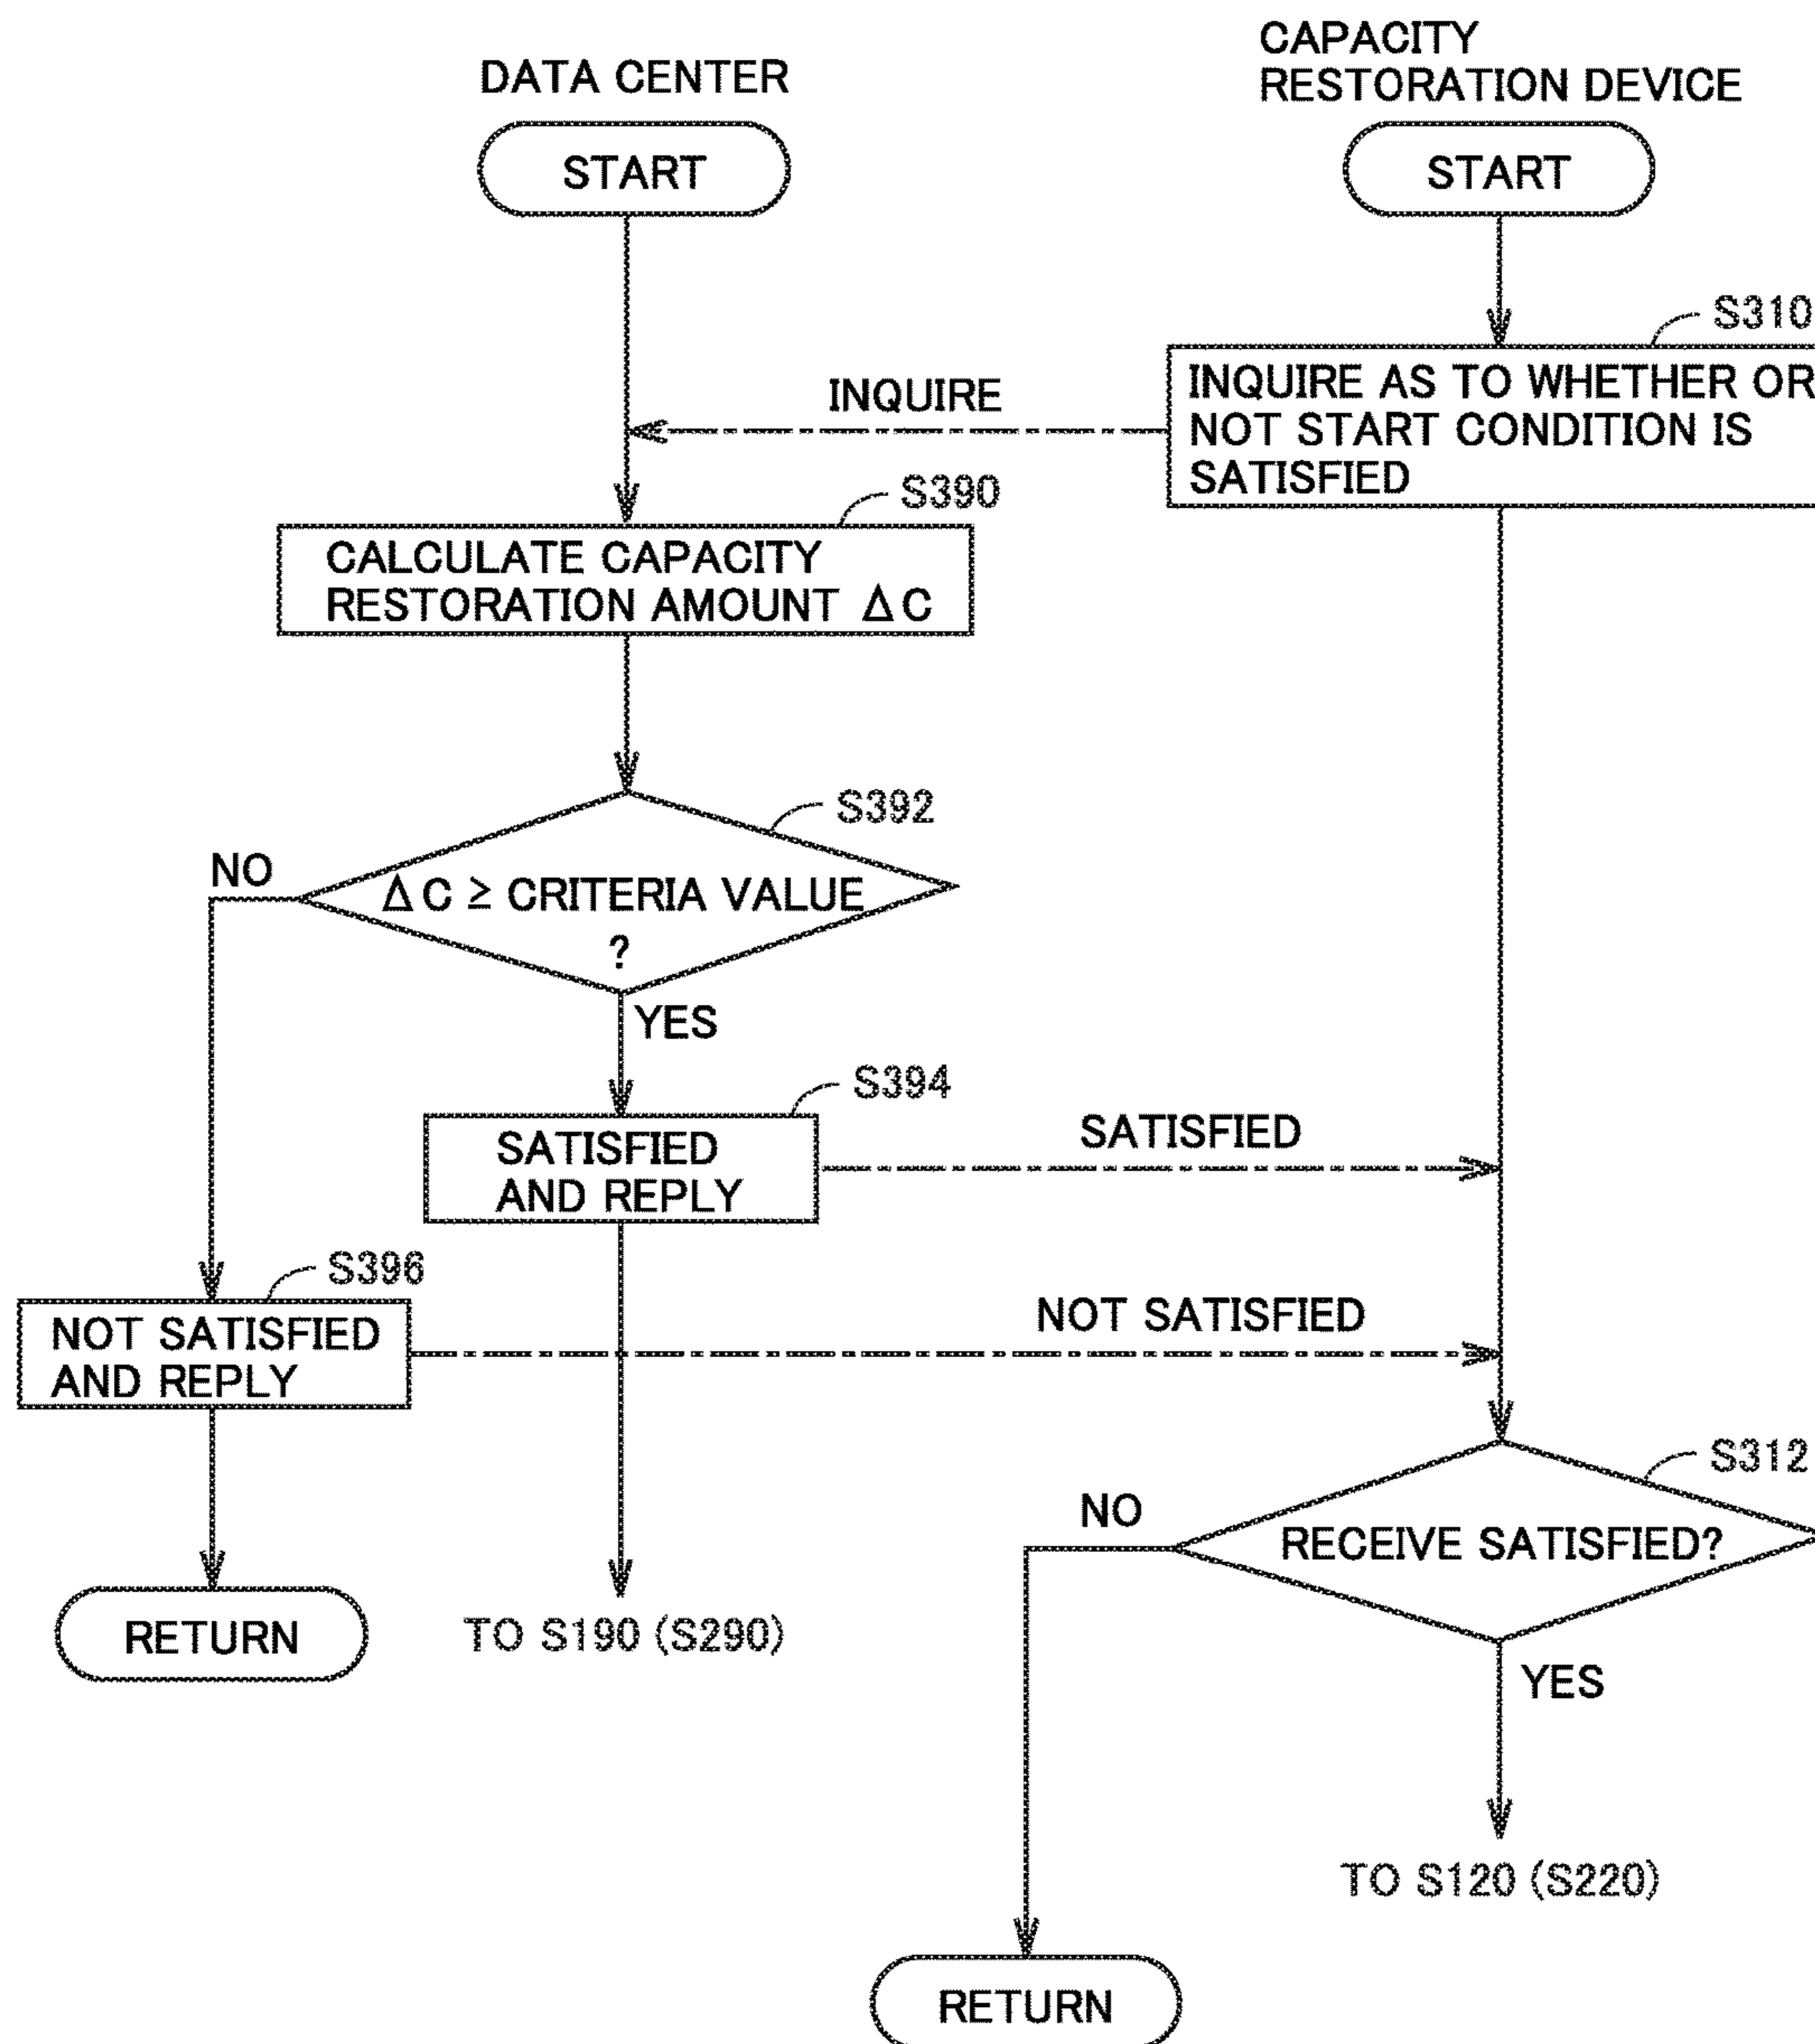 DATA CENTER
CAPACITY
RESTORATION DEVICE
START
START
S310
INQUIRE AS TO WHETHER OR
NOT START CONDITION IS
SATISFIED
INQUIRE
S390
CALCULATE CAPACITY
RESTORATION AMOUNT ΔC
S392
NO
ΔC ≥ CRITERIA VALUE
?
YES
S394
SATISFIED
AND REPLY
SATISFIED
S396
NOT SATISFIED
AND REPLY
NOT SATISFIED
S312
NO
RECEIVE SATISFIED?
RETURN
TO S190 (S290)
YES
TO S120 (S220)
RETURN